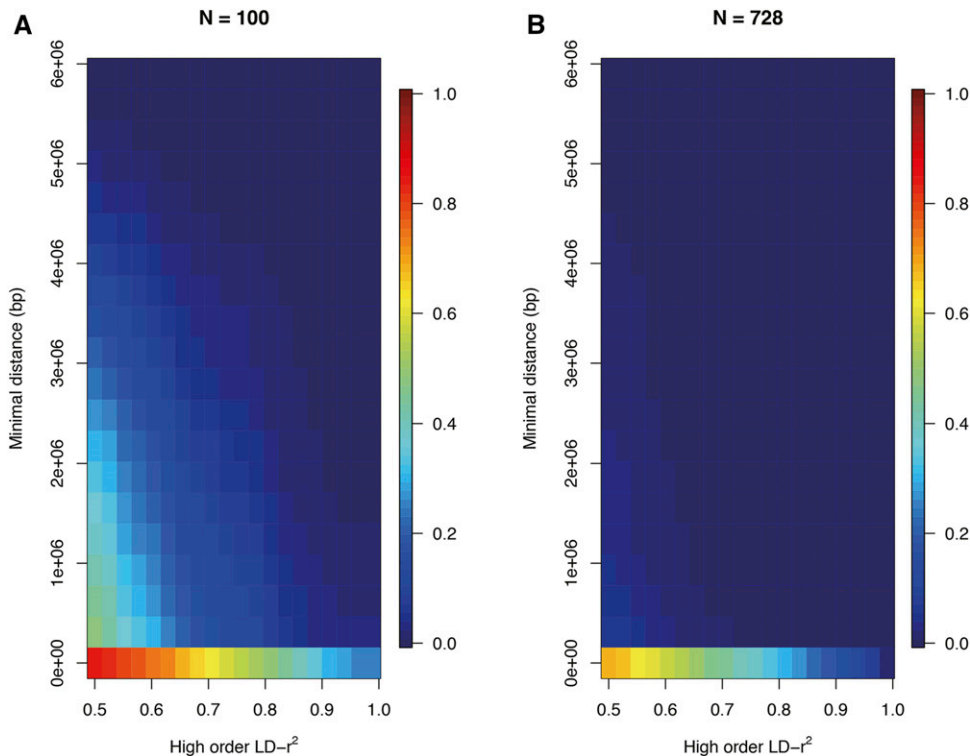 A
N = 100
Minimal distance (bp)
6e+06
5e+06
4e+06
3e+06
2e+06
1e+06
0e+00
0.5 0.6 0.7 0.8 0.9 1.0
High order LD−r²
1.0
0.8
0.6
0.4
0.2
0.0
B
N = 728
Minimal distance (bp)
6e+06
5e+06
4e+06
3e+06
2e+06
1e+06
0e+00
0.5 0.6 0.7 0.8 0.9 1.0
High order LD−r²
1.0
0.8
0.6
0.4
0.2
0.0